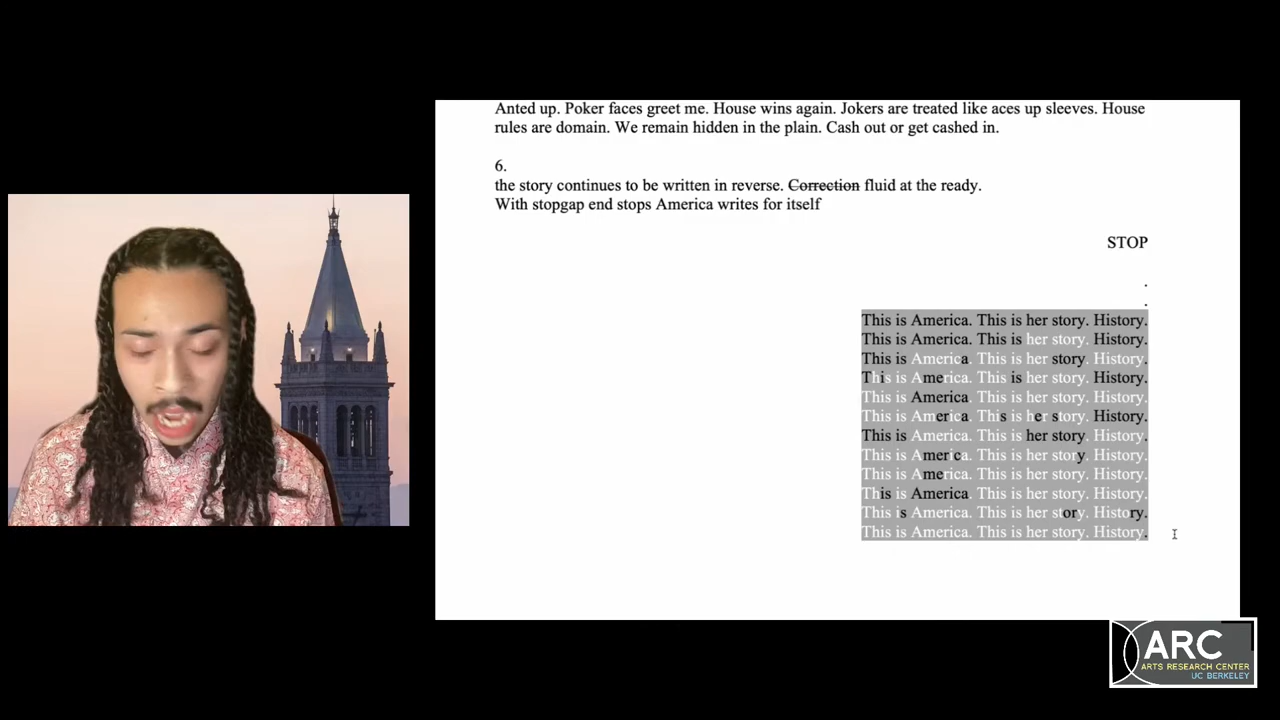 Anted up. Poker faces greet me. House wins again. Jokers are treated like aces up sleeves. House
rules are domain. We remain hidden in the plain. Cash out or get cashed in.
6.
the story continues to be written in reverse. Correction fluid at the ready.
With stopgap end stops America writes for itself
STOP
.
.
This is America. This is her story. History.
This is America. This is her story. History.
This is America. This is her story. History.
This is America. This is her story. History.
This is America. This is her story. History.
This is America. This is her story. History.
This is America. This is her story. History.
This is America. This is her story. History.
This is America. This is her story. History.
This is America. This is her story. History.
This is America. This is her story. History.
This is America. This is her story. History.
ARC
ARTS RESEARCH CENTER
UC BERKELEY